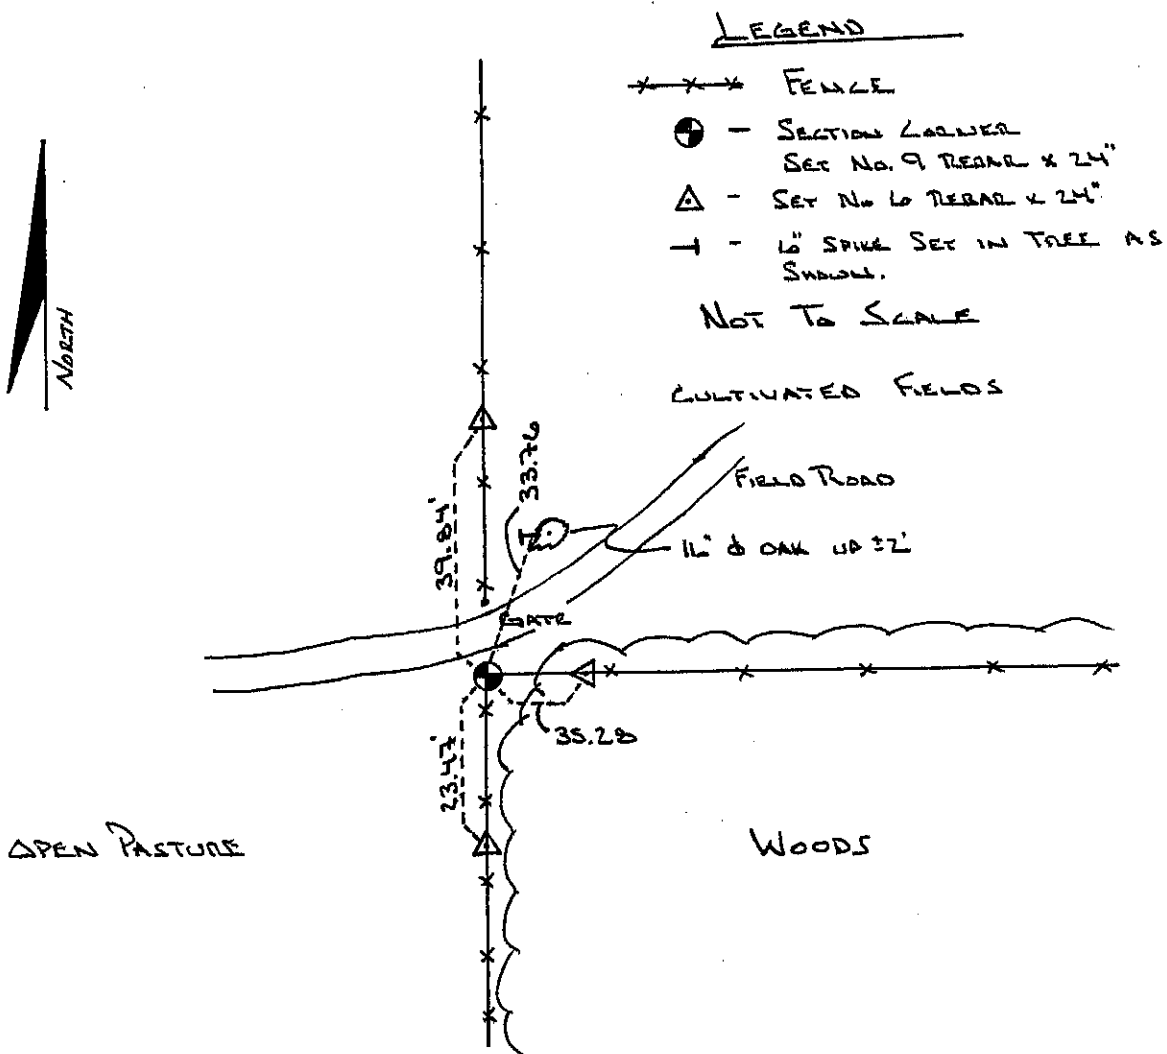 LEGEND
FENCE
- SECTION CORNER
SET No. 9 REBAR x 24"
- SET No 6 REBAR x 24"
- 6" SPIKE SET IN TREE AS
SHOWN.
NOT TO SCALE
NORTH
CULTIVATED FIELDS
FIELD ROAD
33.76
39.84'
16" ϕ OAK UP ±2'
GATE
35.28
23.47'
OPEN PASTURE
WOODS